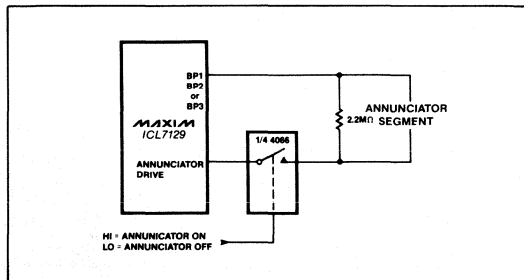 BP1
BP2
or
BP3
MAXIM
ICL7129
ANNUNCIATOR
DRIVE
1/4 4066
2.2MΩ
ANNUNCIATOR
SEGMENT
HI = ANNUNICATOR ON
LO = ANNUNCIATOR OFF